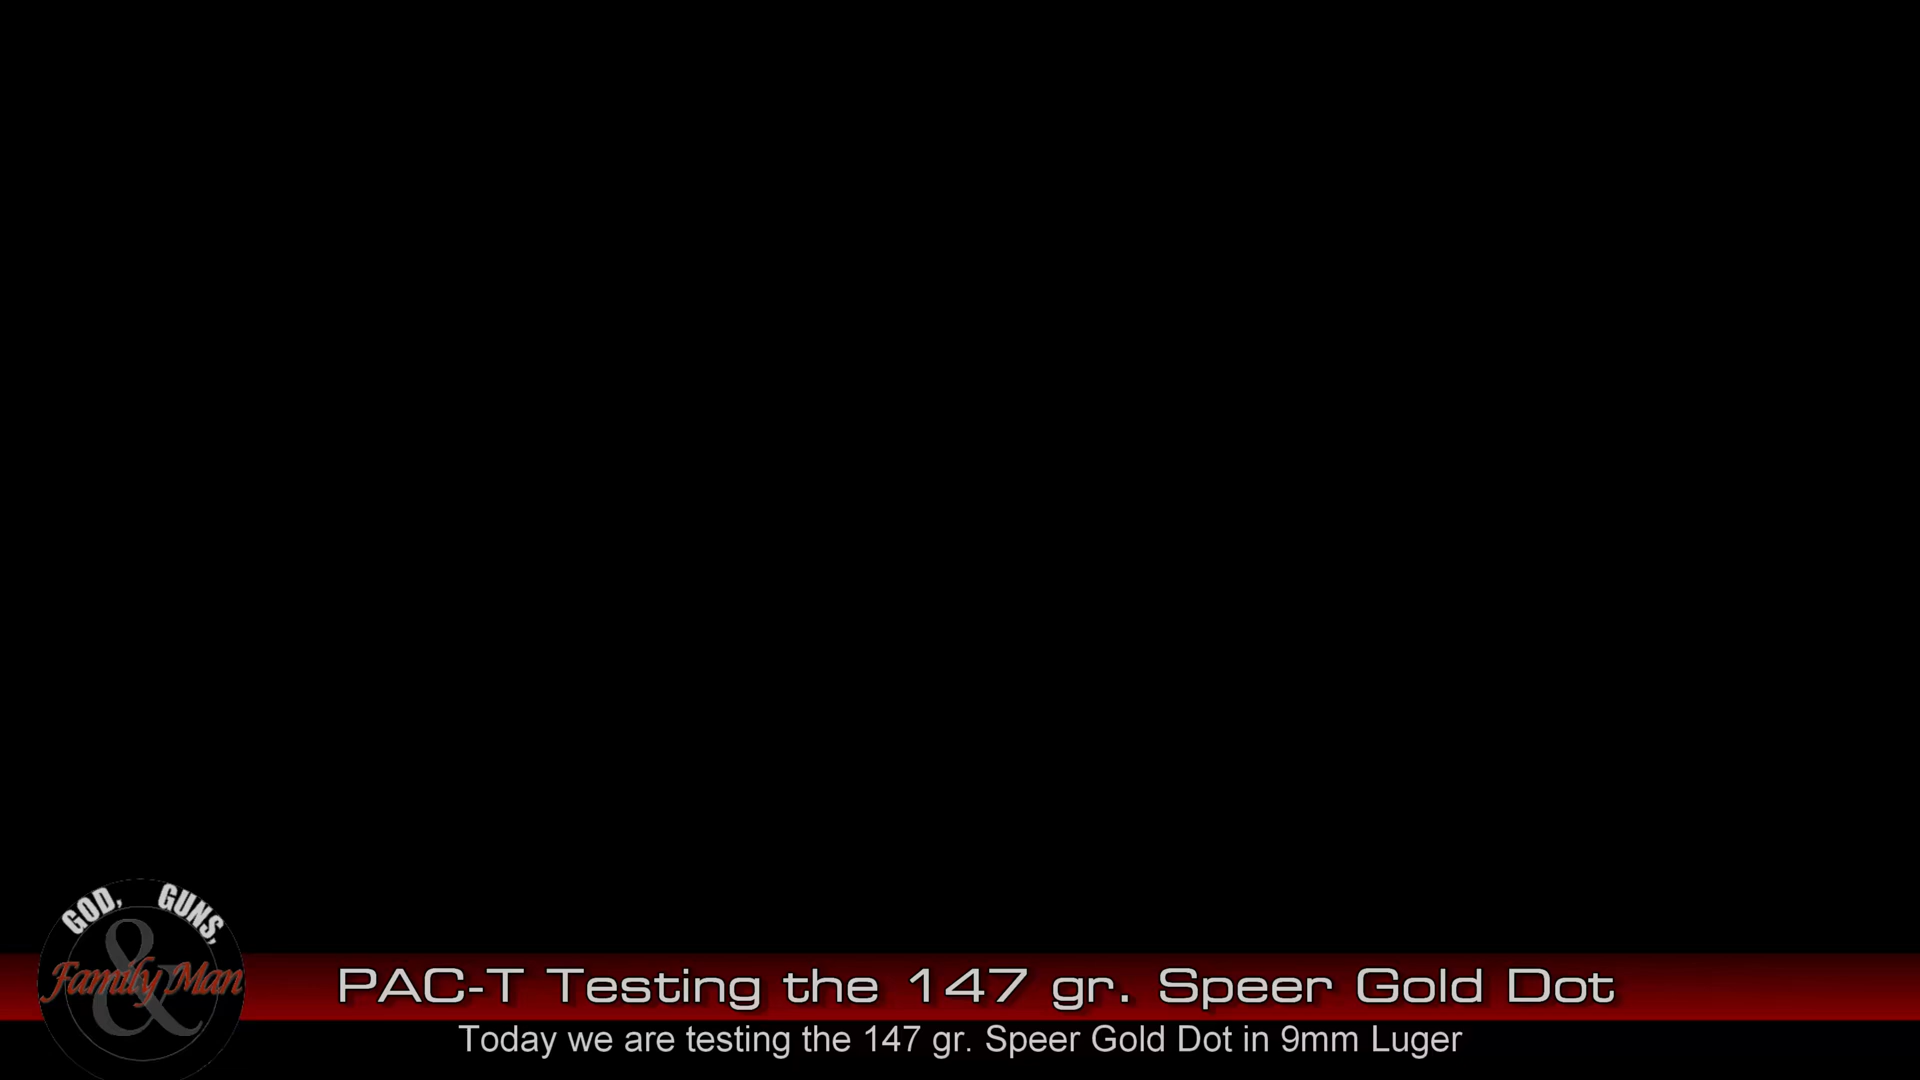 GOD, GUNS,
& Family Man
PAC-T Testing the 147 gr. Speer Gold Dot
Today we are testing the 147 gr. Speer Gold Dot in 9mm Luger